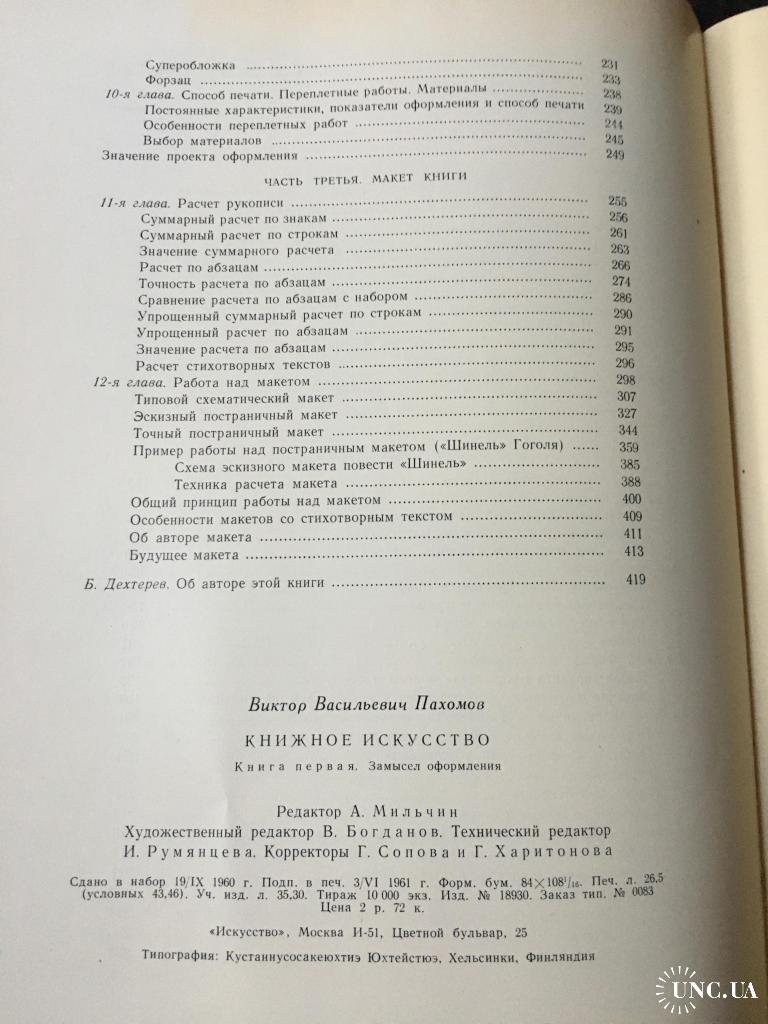 Суперобложка ..... 231
Форзац ..... 233
10-я глава. Способ печати. Переплетные работы. Материалы ..... 238
Постоянные характеристики, показатели оформления и способ печати 239
Особенности переплетных работ ..... 244
Выбор материалов ..... 245
Значение проекта оформления ..... 249
ЧАСТЬ ТРЕТЬЯ. МАКЕТ КНИГИ
11-я глава. Расчет рукописи ..... 255
Суммарный расчет по знакам ..... 256
Суммарный расчет по строкам ..... 261
Значение суммарного расчета ..... 263
Расчет по абзацам ..... 266
Точность расчета по абзацам ..... 274
Сравнение расчета по абзацам с набором ..... 286
Упрощенный суммарный расчет по строкам ..... 290
Упрощенный расчет по абзацам ..... 291
Значение расчета по абзацам ..... 295
Расчет стихотворных текстов ..... 296
12-я глава. Работа над макетом ..... 298
Типовой схематический макет ..... 307
Эскизный постраничный макет ..... 327
Точный постраничный макет ..... 344
Пример работы над постраничным макетом («Шинель» Гоголя) ..... 359
Схема эскизного макета повести «Шинель» ..... 385
Техника расчета макета ..... 388
Общий принцип работы над макетом ..... 400
Особенности макетов со стихотворным текстом ..... 409
Об авторе макета ..... 411
Будущее макета ..... 413
Б. Дехтерев. Об авторе этой книги ..... 419
Виктор Васильевич Пахомов
КНИЖНОЕ ИСКУССТВО
Книга первая. Замысел оформления
Редактор А. Мильчин
Художественный редактор В. Богданов. Технический редактор
И. Румянцева. Корректоры Г. Сопова и Г. Харитонова
Сдано в набор 19/IX 1960 г. Подп. в печ. 3/VI 1961 г. Форм. бум. 84×108¹/₁₆. Печ. л. 26,5
(условных 43,46). Уч. изд. л. 35,30. Тираж 10 000 экз. Изд. № 18930. Заказ тип. № 0083
Цена 2 р. 72 к.
«Искусство», Москва И-51, Цветной бульвар, 25
Типография: Кустаннусосакеюхтиэ Юхтейстюэ, Хельсинки, Финляндия
UNC.UA